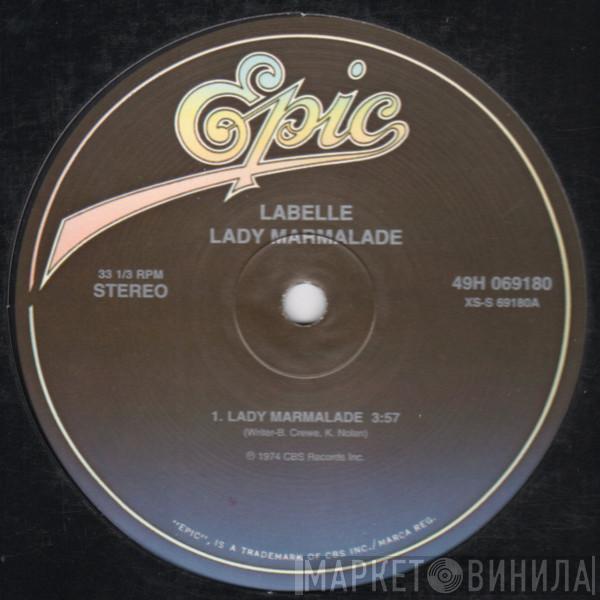 Epic
LABELLE
LADY MARMALADE
33 1/3 RPM
STEREO
49H 069180
XS-S 69180A
1. LADY MARMALADE 3:57
(Writer-B. Crewe, K. Nolan)
℗ 1974 CBS Records Inc.
"EPIC", IS A TRADEMARK OF CBS INC./MARCA REG.
МАРКЕТ ВИНИЛА